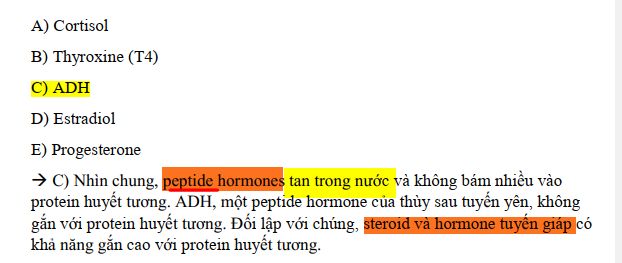 A) Cortisol
B) Thyroxine (T4)
C) ADH
D) Estradiol
E) Progesterone
→ C) Nhìn chung, peptide hormones tan trong nước và không bám nhiều vào
protein huyết tương. ADH, một peptide hormone của thùy sau tuyến yên, không
gắn với protein huyết tương. Đối lập với chúng, steroid và hormone tuyến giáp có
khả năng gắn cao với protein huyết tương.